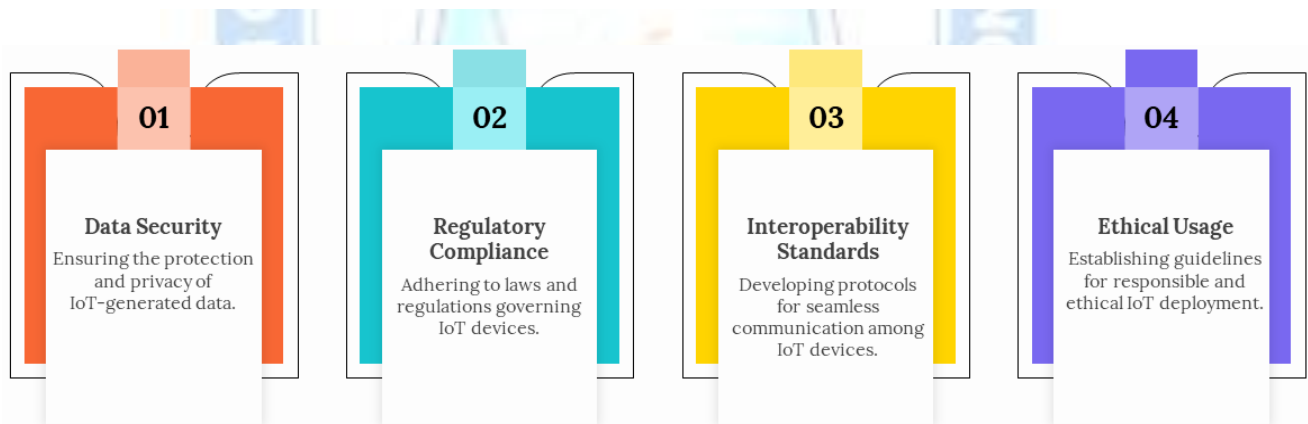 01
Data Security
Ensuring the protection
and privacy of
IoT-generated data.
02
Regulatory
Compliance
Adhering to laws and
regulations governing
IoT devices.
03
Interoperability
Standards
Developing protocols
for seamless
communication among
IoT devices.
04
Ethical Usage
Establishing guidelines
for responsible and
ethical IoT deployment.